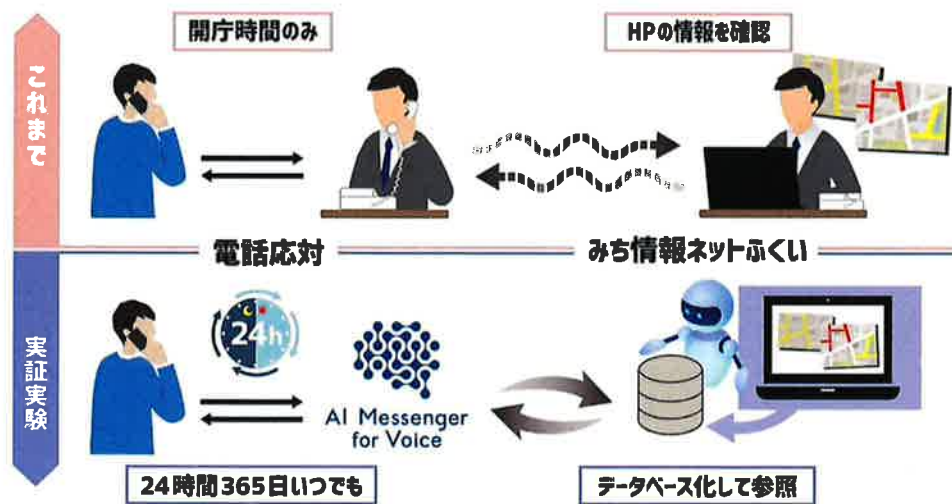 これまで
開庁時間のみ
HPの情報を確認
電話応対
みち情報ネットふくい
実証実験
24h
AI Messenger
for Voice
24時間365日いつでも
データベース化して参照